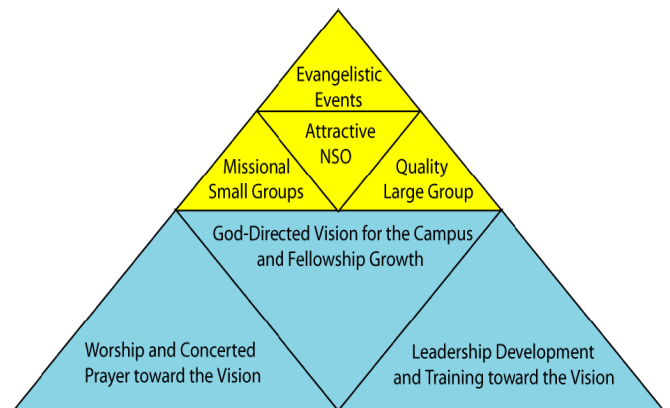 Evangelistic
Events
Attractive
NSO
Missional
Small Groups
Quality
Large Group
God-Directed Vision for the Campus
and Fellowship Growth
Worship and Concerted
Prayer toward the Vision
Leadership Development
and Training toward the Vision